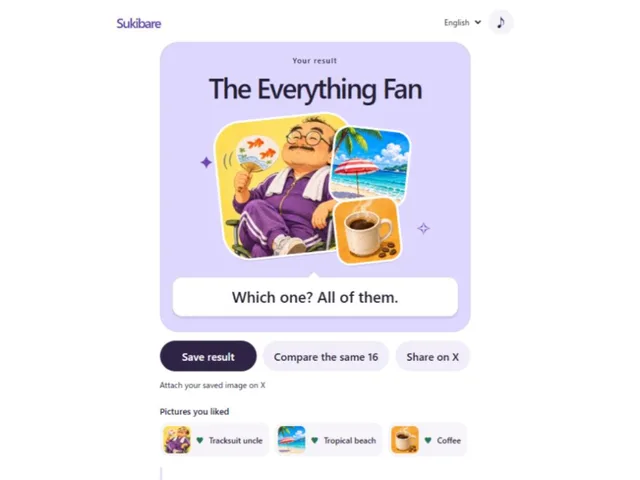 Sukibare
English
Your result
The Everything Fan
Which one? All of them.
Save result
Compare the same 16
Share on X
Attach your saved image on X
Pictures you liked
Tracksuit uncle
Tropical beach
Coffee